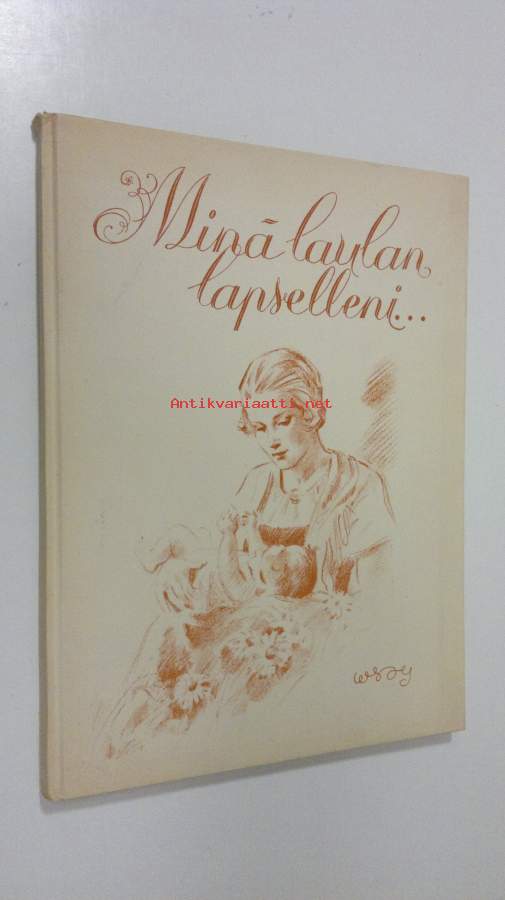 Minä laulan
lapselleni...
Antikvariaatti.net
WSOY